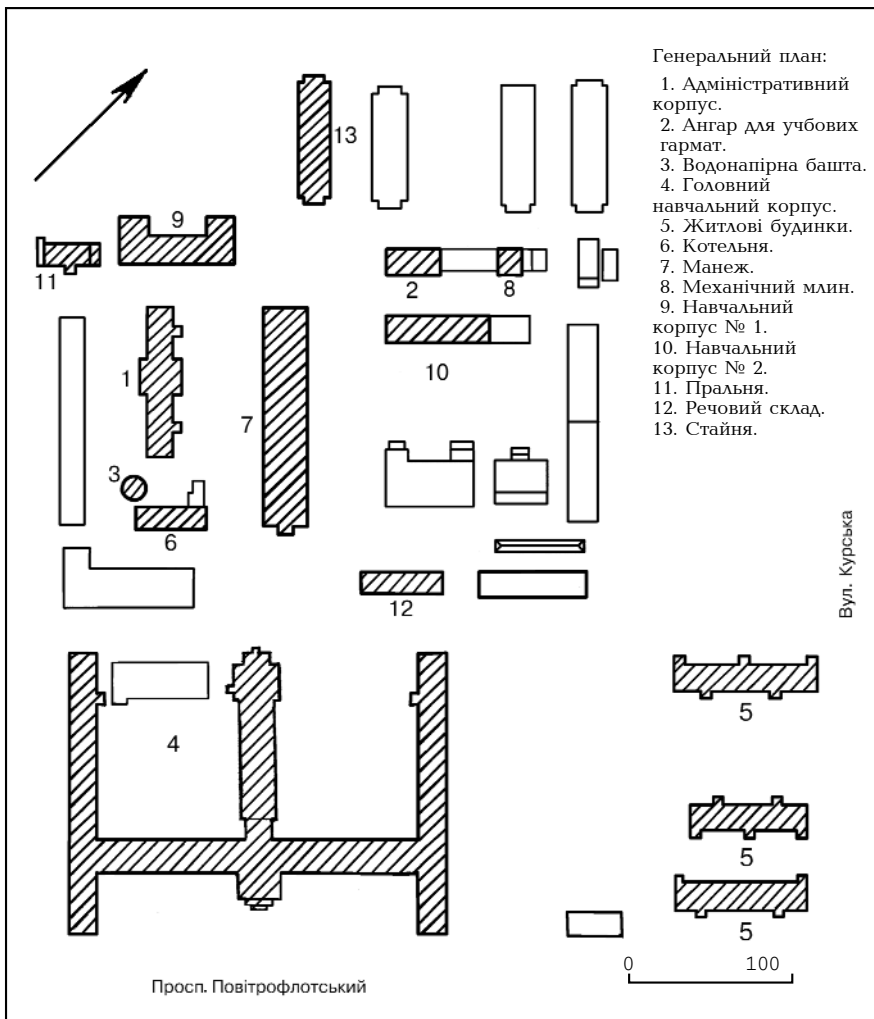 Генеральний план:
1. Адміністративний
корпус.
2. Ангар для учбових
гармат.
3. Водонапірна башта.
4. Головний
навчальний корпус.
5. Житлові будинки.
6. Котельня.
7. Манеж.
8. Механічний млин.
9. Навчальний
корпус № 1.
10. Навчальний
корпус № 2.
11. Пральня.
12. Речовий склад.
13. Стайня.
13
9
11
2
8
1
10
7
3
6
12
Вул. Курська
4
5
5
5
0 100
Просп. Повітрофлотський